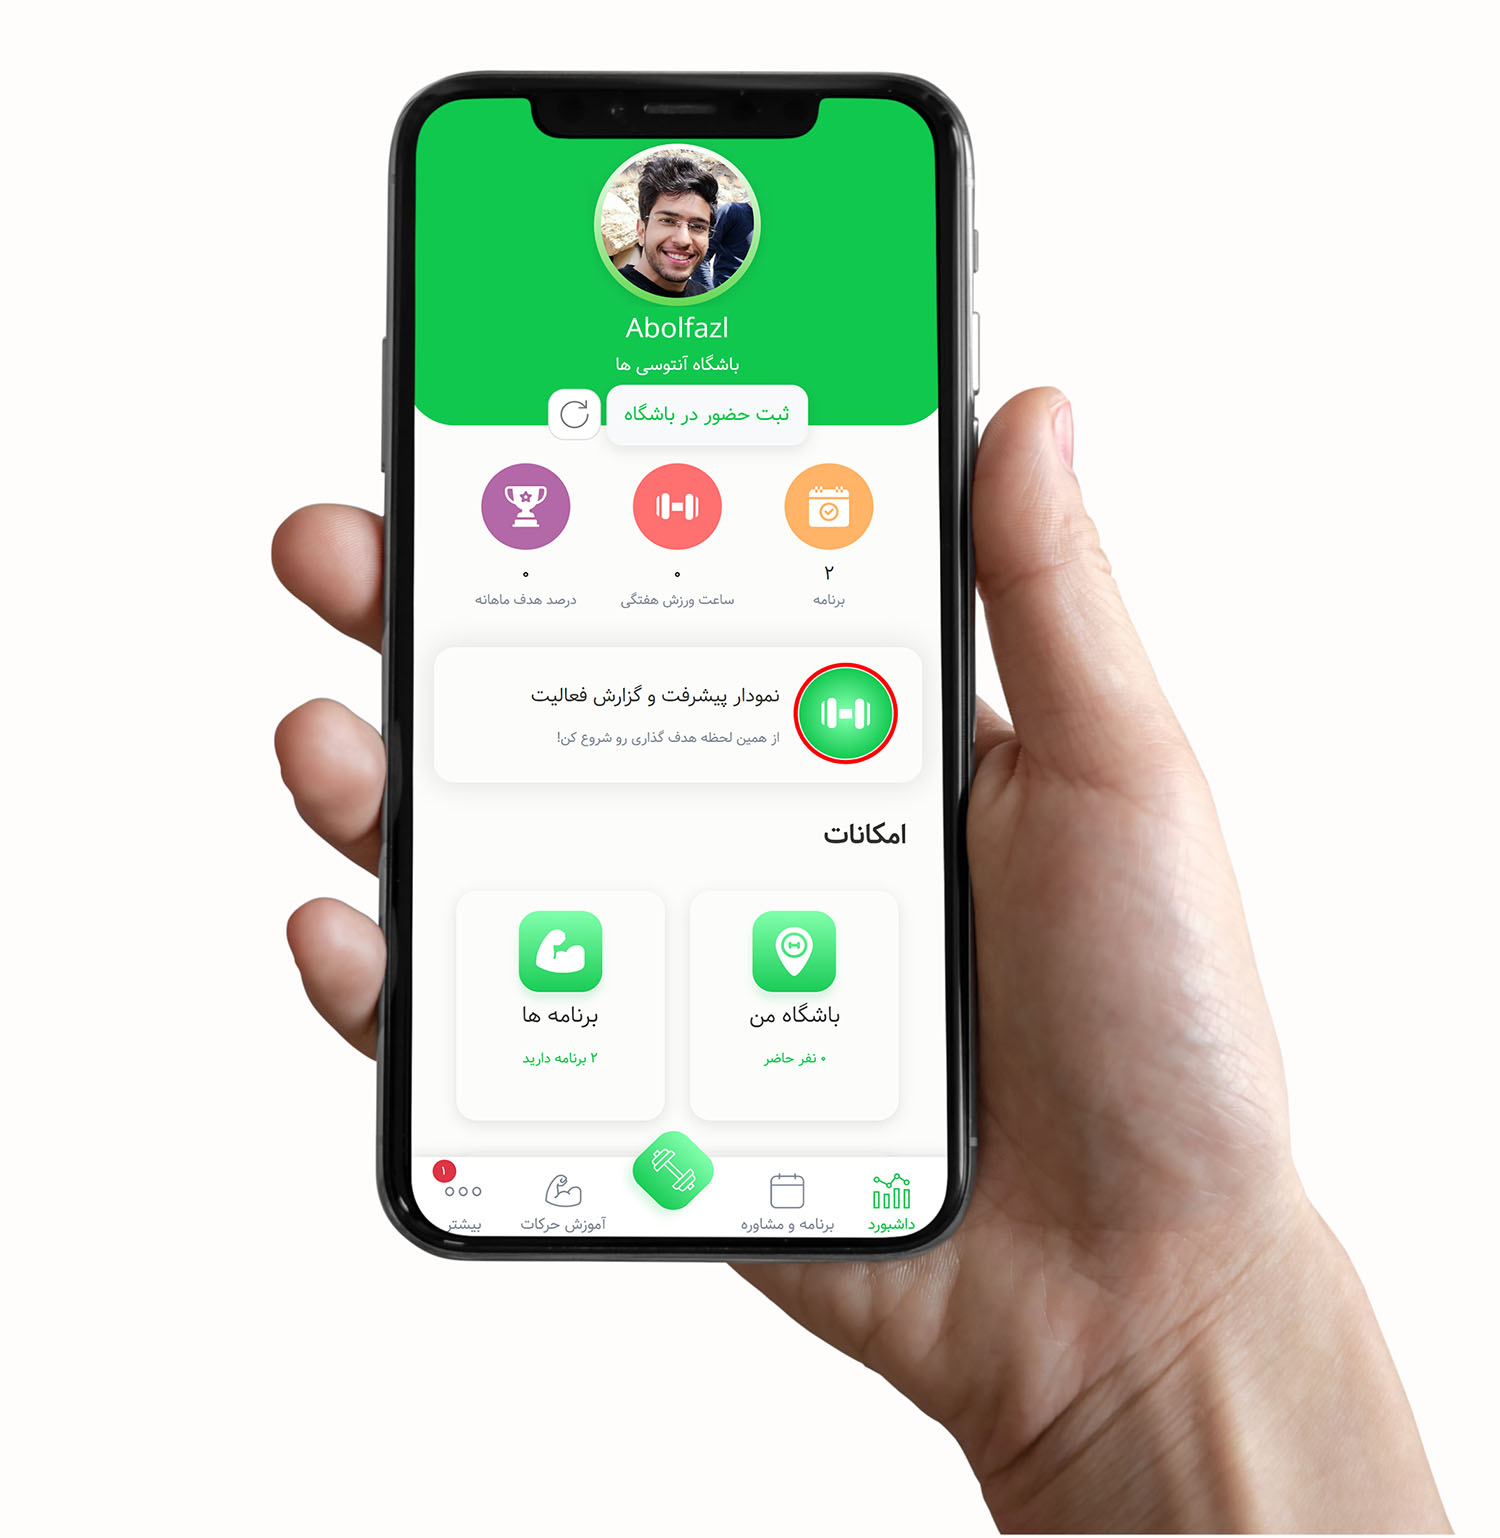 Abolfazl
باشگاه آنتوسی ها
ثبت حضور در باشگاه
۲
برنامه
۰
ساعت ورزش هفتگی
۰
درصد هدف ماهانه
نمودار پیشرفت و گزارش فعالیت
از همین لحظه هدف گذاری رو شروع کن!
امکانات
باشگاه من
۰ نفر حاضر
برنامه ها
۲ برنامه دارید
داشبورد
برنامه و مشاوره
آموزش حرکات
۱
بیشتر